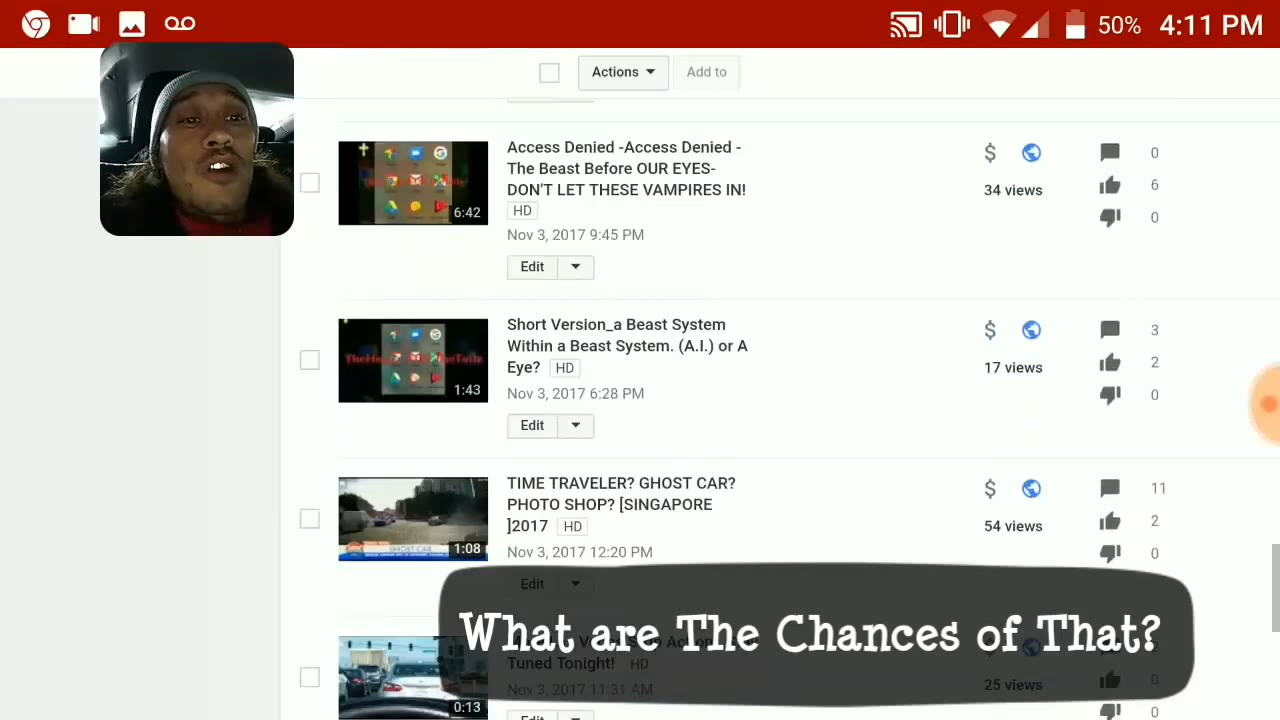 50% 4:11 PM
Actions Add to
Access Denied -Access Denied -
The Beast Before OUR EYES-
DON'T LET THESE VAMPIRES IN!
HD
Nov 3, 2017 9:45 PM
Edit
6:42
34 views
0
6
0
Short Version_a Beast System
Within a Beast System. (A.I.) or A
Eye? HD
Nov 3, 2017 6:28 PM
Edit
1:43
17 views
3
2
0
TIME TRAVELER? GHOST CAR?
PHOTO SHOP? [SINGAPORE
]2017 HD
Nov 3, 2017 12:20 PM
Edit
GHOST CAR
1:08
54 views
11
2
0
What are The Chances of That?
Tuned Tonight! HD
Nov 3, 2017 11:31 AM
0:13
25 views
0
0
Edit